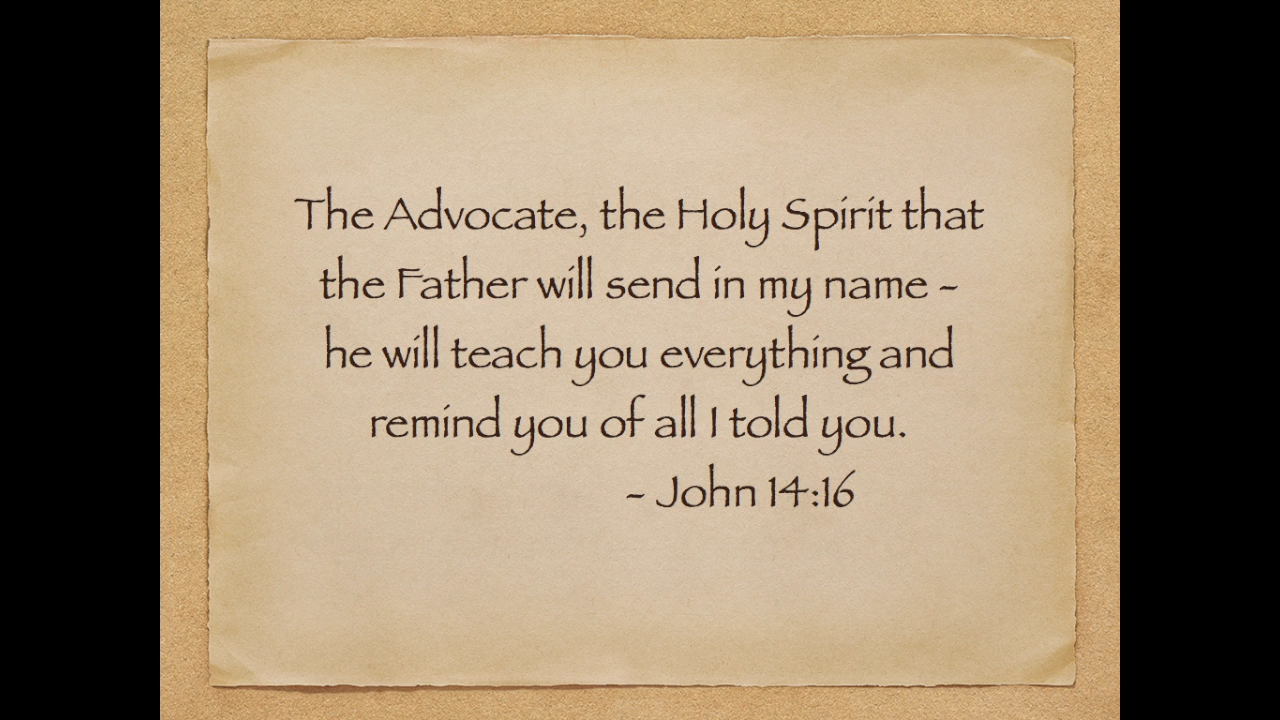 The Advocate, the Holy Spirit that
the Father will send in my name -
he will teach you everything and
remind you of all I told you.
- John 14:16